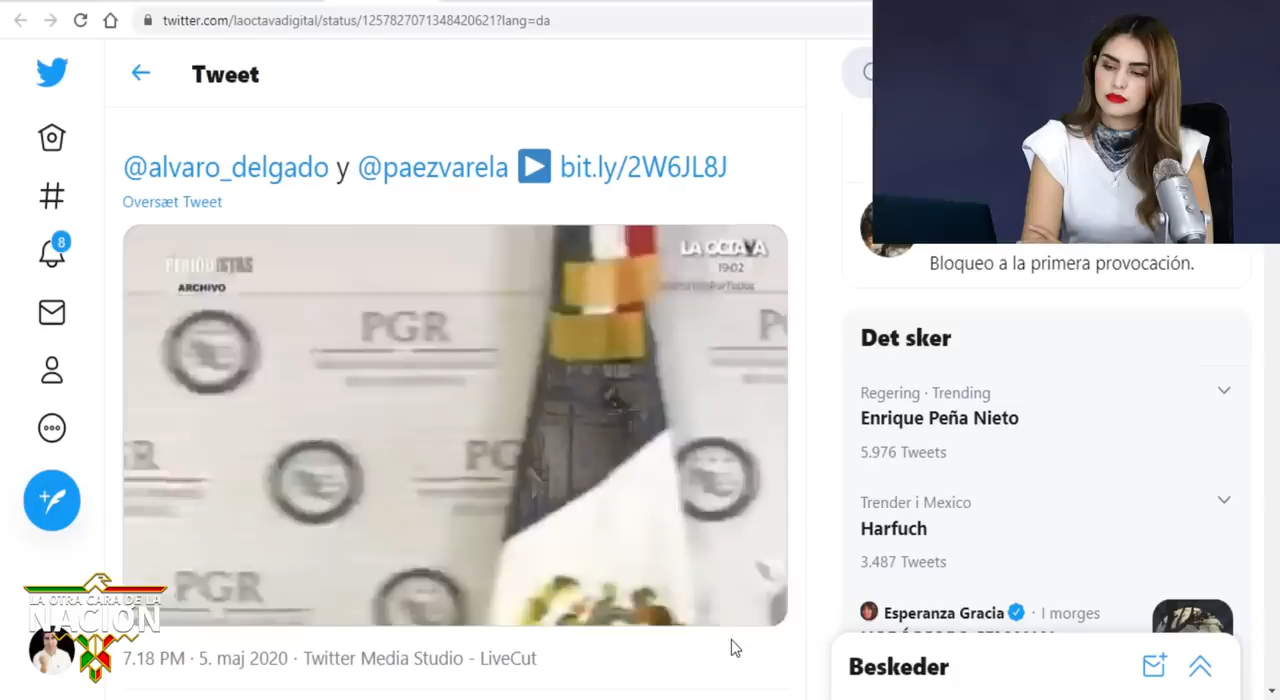 twitter.com/laoctavadigital/status/1257827071348420621?lang=da
Tweet
@alvaro_delgado y @paezvarela ▶ bit.ly/2W6JL8J
Oversæt Tweet
PERIODISTAS
ARCHIVO
LA OCTAVA
19:02
PGR
PGR
PGR
8
Bloqueo a la primera provocación.
Det sker
Regering · Trending
Enrique Peña Nieto
5.976 Tweets
Trender i Mexico
Harfuch
3.487 Tweets
Esperanza Gracia · I morges
Beskeder
LA OTRA CARA DE LA
NACIÓN
7.18 PM · 5. maj 2020 · Twitter Media Studio - LiveCut